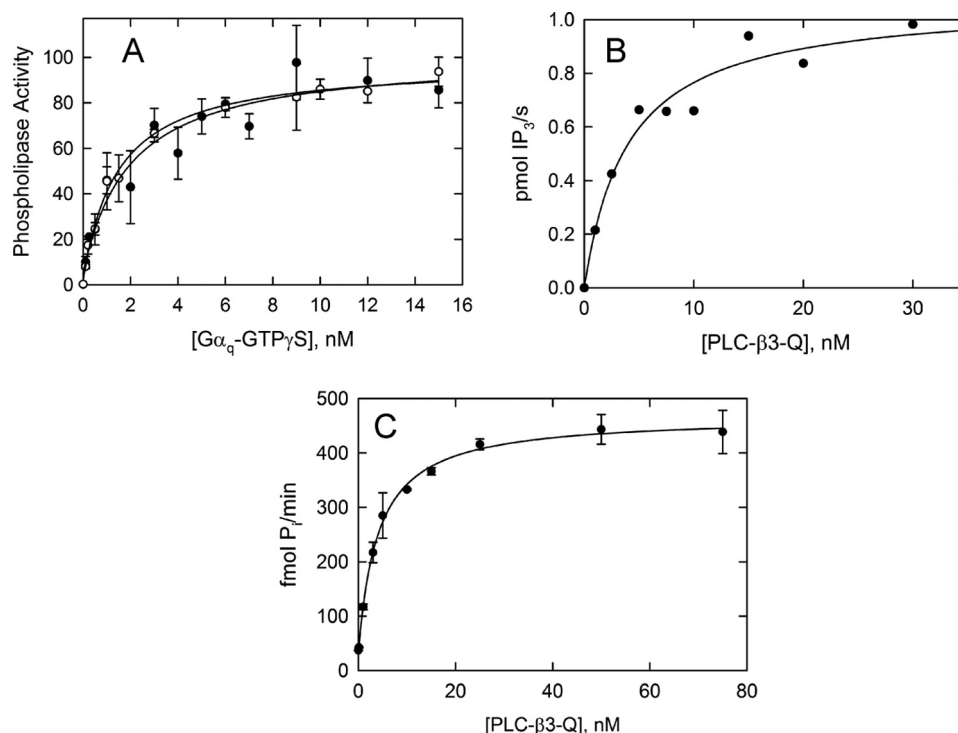 A
Phospholipase Activity
100
80
60
40
20
0
0 2 4 6 8 10 12 14 16
[Gαq-GTPγS], nM
B
pmol IP3/s
1.0
0.8
0.6
0.4
0.2
0.0
0 10 20 30
[PLC-β3-Q], nM
C
fmol Pi/min
500
400
300
200
100
0
0 20 40 60 80
[PLC-β3-Q], nM